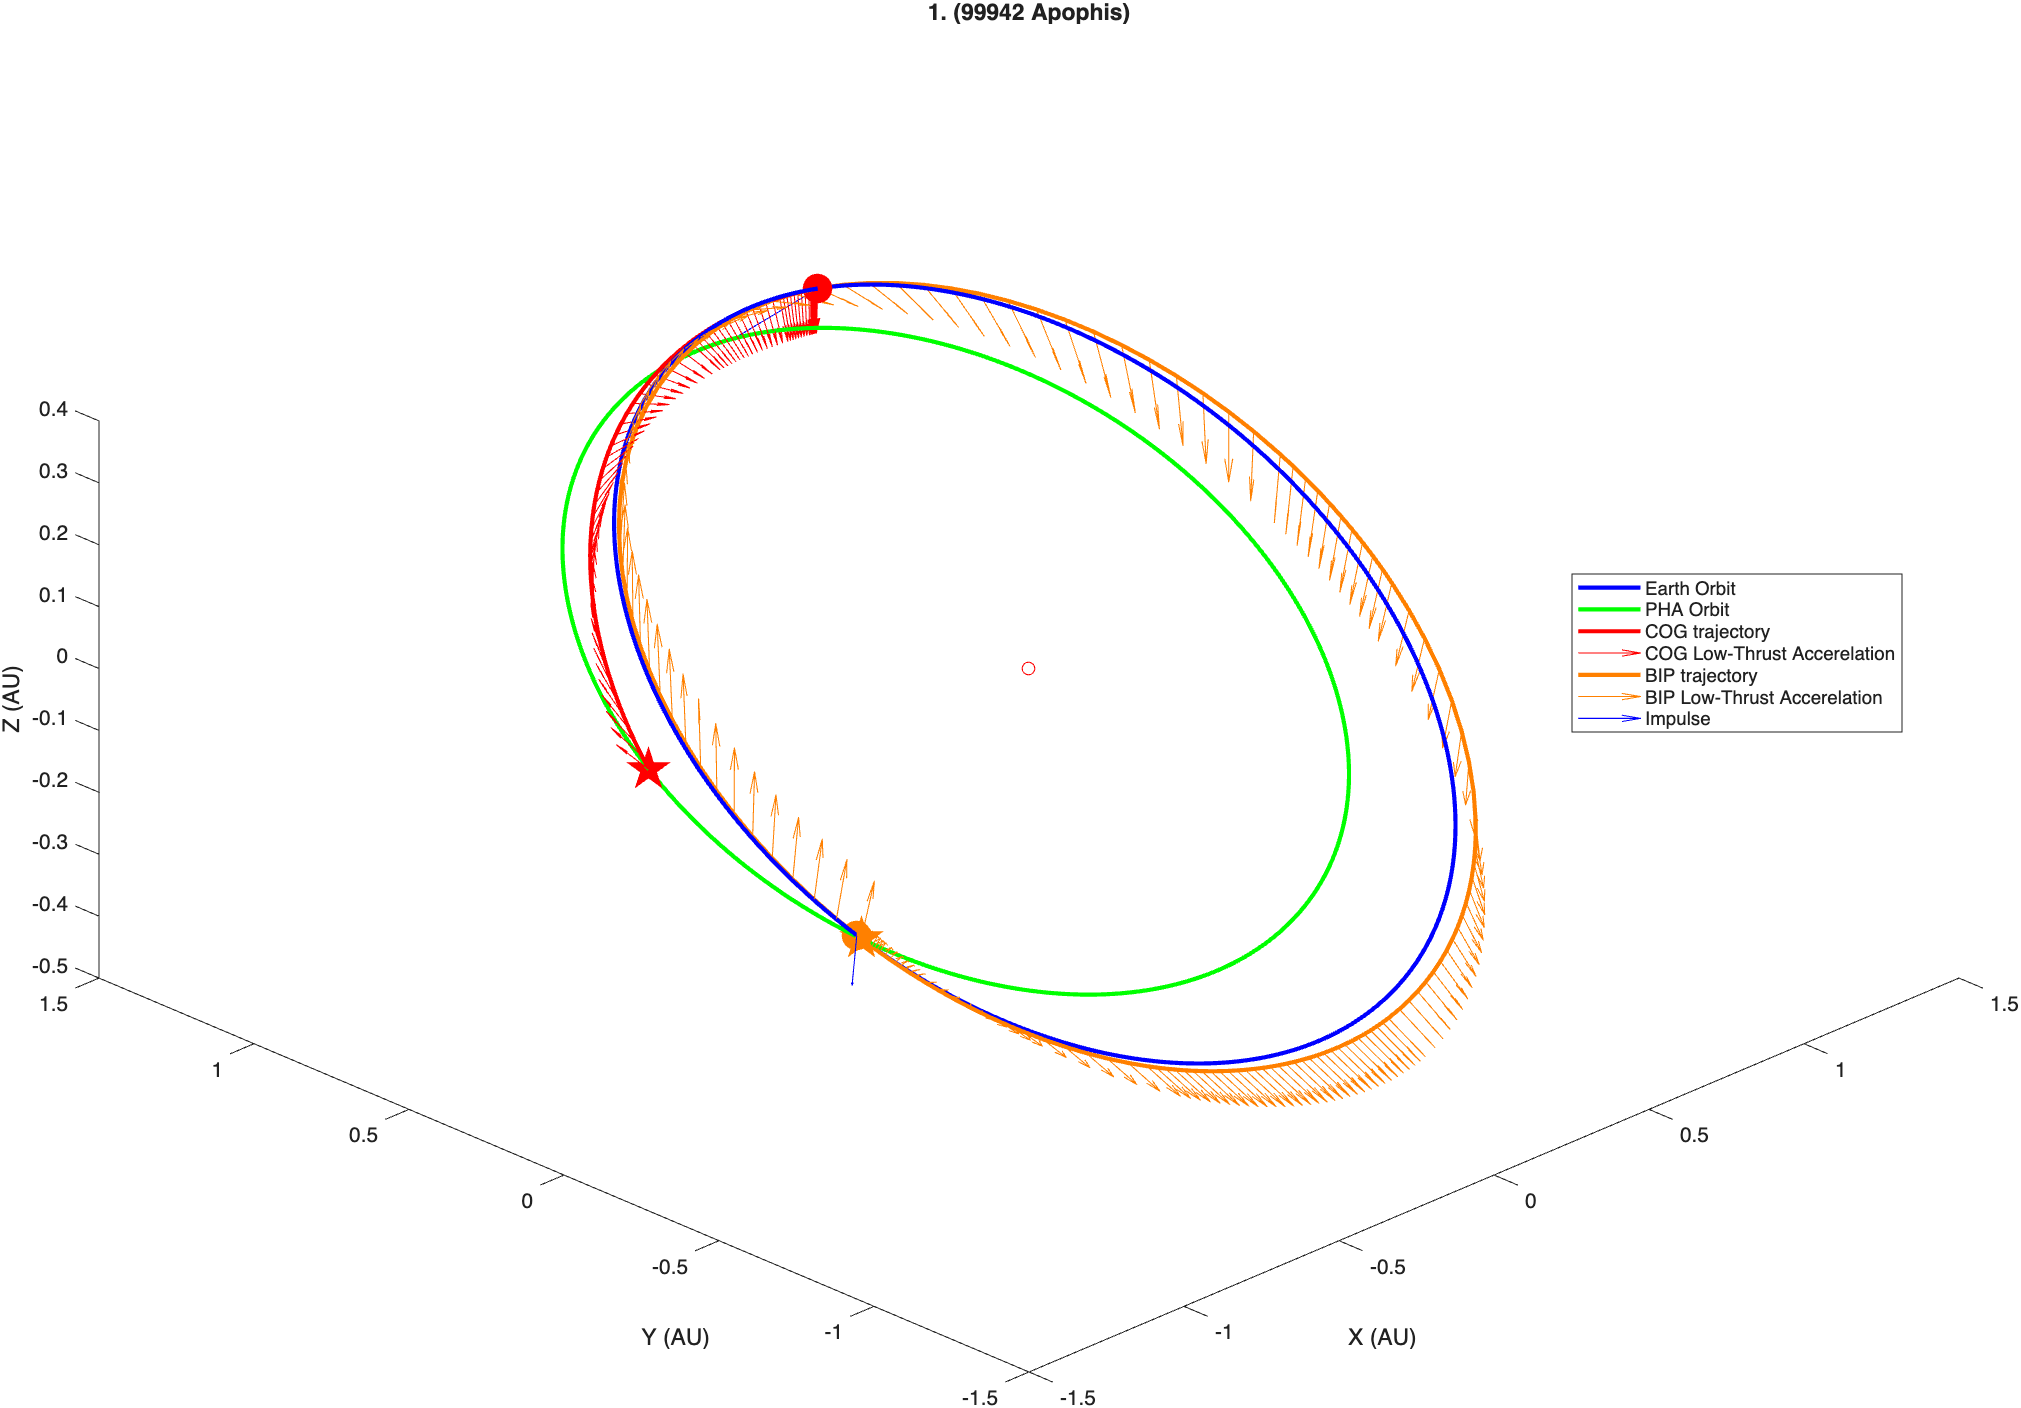 1. (99942 Apophis)
0.4
0.3
0.2
0.1
0
-0.1
-0.2
-0.3
-0.4
-0.5
Z (AU)
1.5
1
0.5
0
-0.5
-1
-1.5
Y (AU)
-1.5
-1
-0.5
0
0.5
1
1.5
X (AU)
Earth Orbit
PHA Orbit
COG trajectory
COG Low-Thrust Accerelation
BIP trajectory
BIP Low-Thrust Accerelation
Impulse